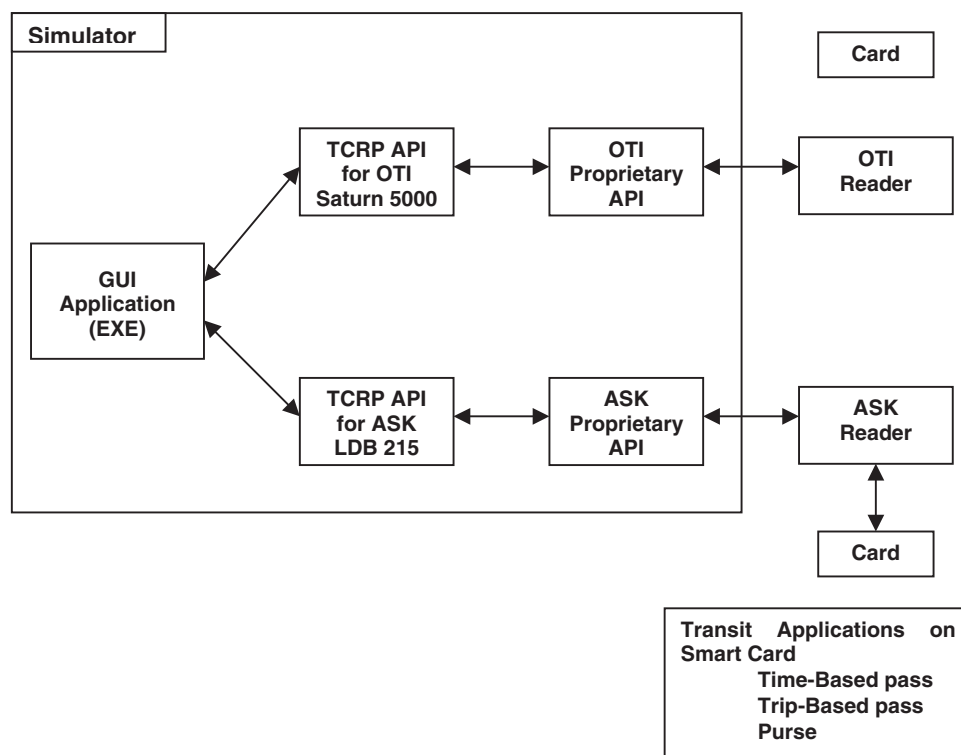 Simulator
Card
TCRP API
for OTI
Saturn 5000
OTI
Proprietary
API
OTI
Reader
GUI
Application
(EXE)
TCRP API
for ASK
LDB 215
ASK
Proprietary
API
ASK
Reader
Card
Transit Applications on
Smart Card
Time-Based pass
Trip-Based pass
Purse